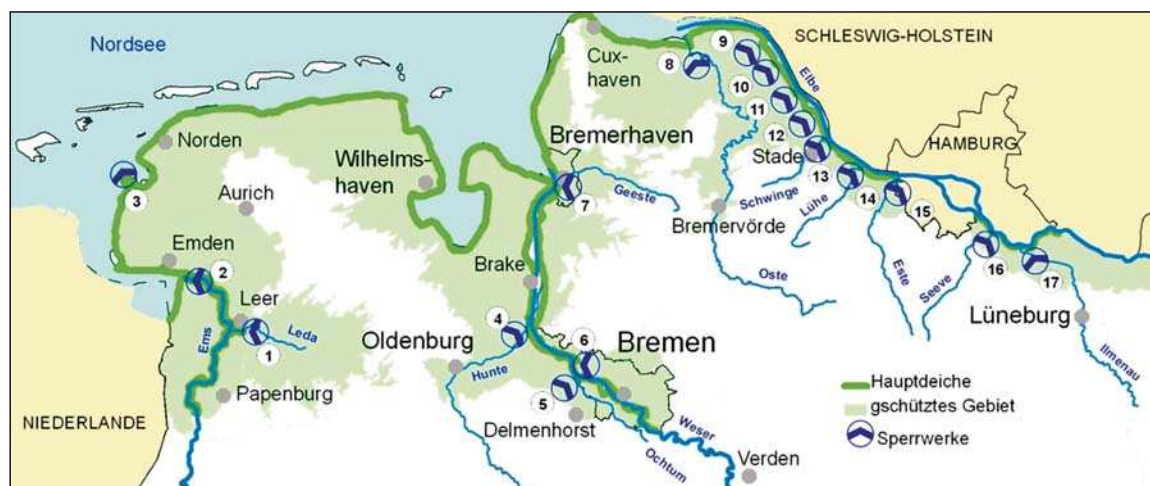 Nordsee
SCHLESWIG-HOLSTEIN
Cux-
haven
9
8
Elbe
10
11
12
Norden
Bremerhaven
HAMBURG
Wilhelms-
haven
Stade
13
3
Aurich
7
Geeste
Schwinge
Lühe
14
15
Bremervörde
Emden
2
Brake
Oste
Este
Seeve
16
17
Leer
Ems
Leda
1
4
6
Oldenburg
Hunte
Bremen
Lüneburg
Ilmenau
Papenburg
5
NIEDERLANDE
Delmenhorst
Weser
Ochtum
Verden
Hauptdeiche
gschütztes Gebiet
Sperrwerke